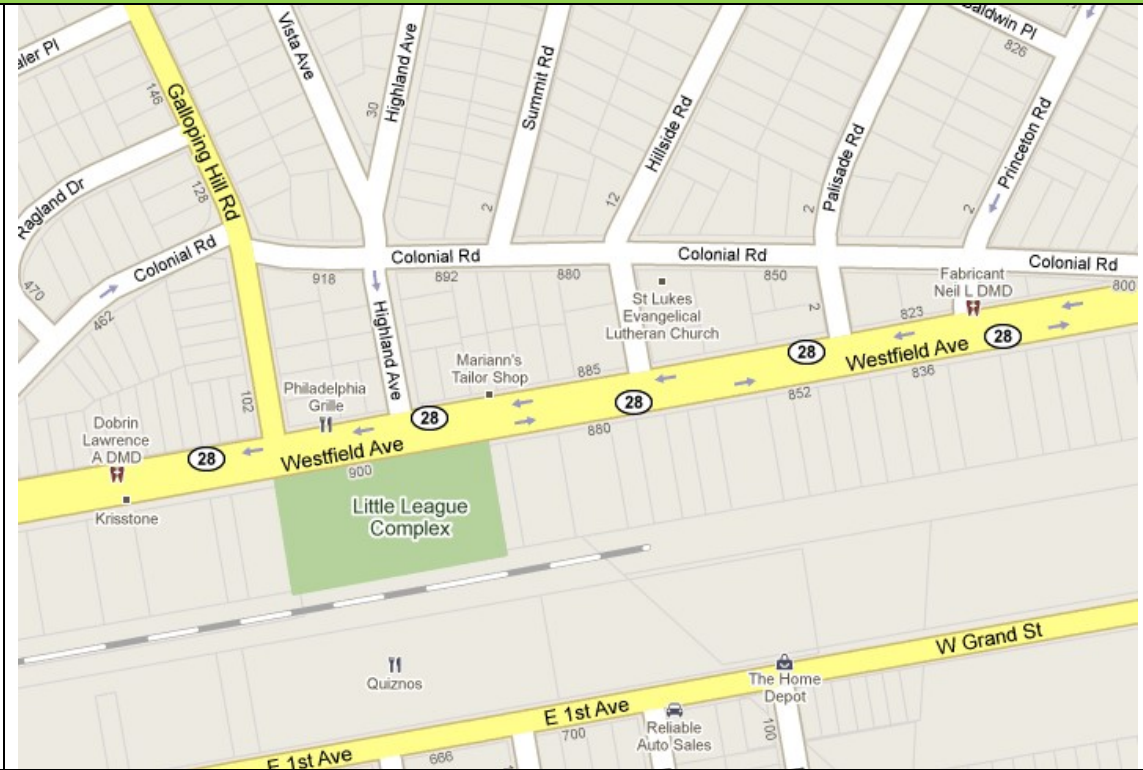 Baldwin Pl
826
aler Pl
Vista Ave
Highland Ave
30
Summit Rd
Hillside Rd
Palisade Rd
Princeton Rd
146
Galloping Hill Rd
128
Ragland Dr
Colonial Rd
470
462
2
12
2
2
Colonial Rd
Colonial Rd
Colonial Rd
918
892
880
850
800
Highland Ave
St Lukes
Evangelical
Lutheran Church
2
Fabricant
Neil L DMD
823
28
28
Westfield Ave
836
852
Mariann's
Tailor Shop
885
28
880
Philadelphia
Grille
28
102
Dobrin
Lawrence
A DMD
28
Westfield Ave
900
Krisstone
Little League
Complex
Quiznos
W Grand St
The Home
Depot
E 1st Ave
700
Reliable
Auto Sales
100
E 1st Ave
666